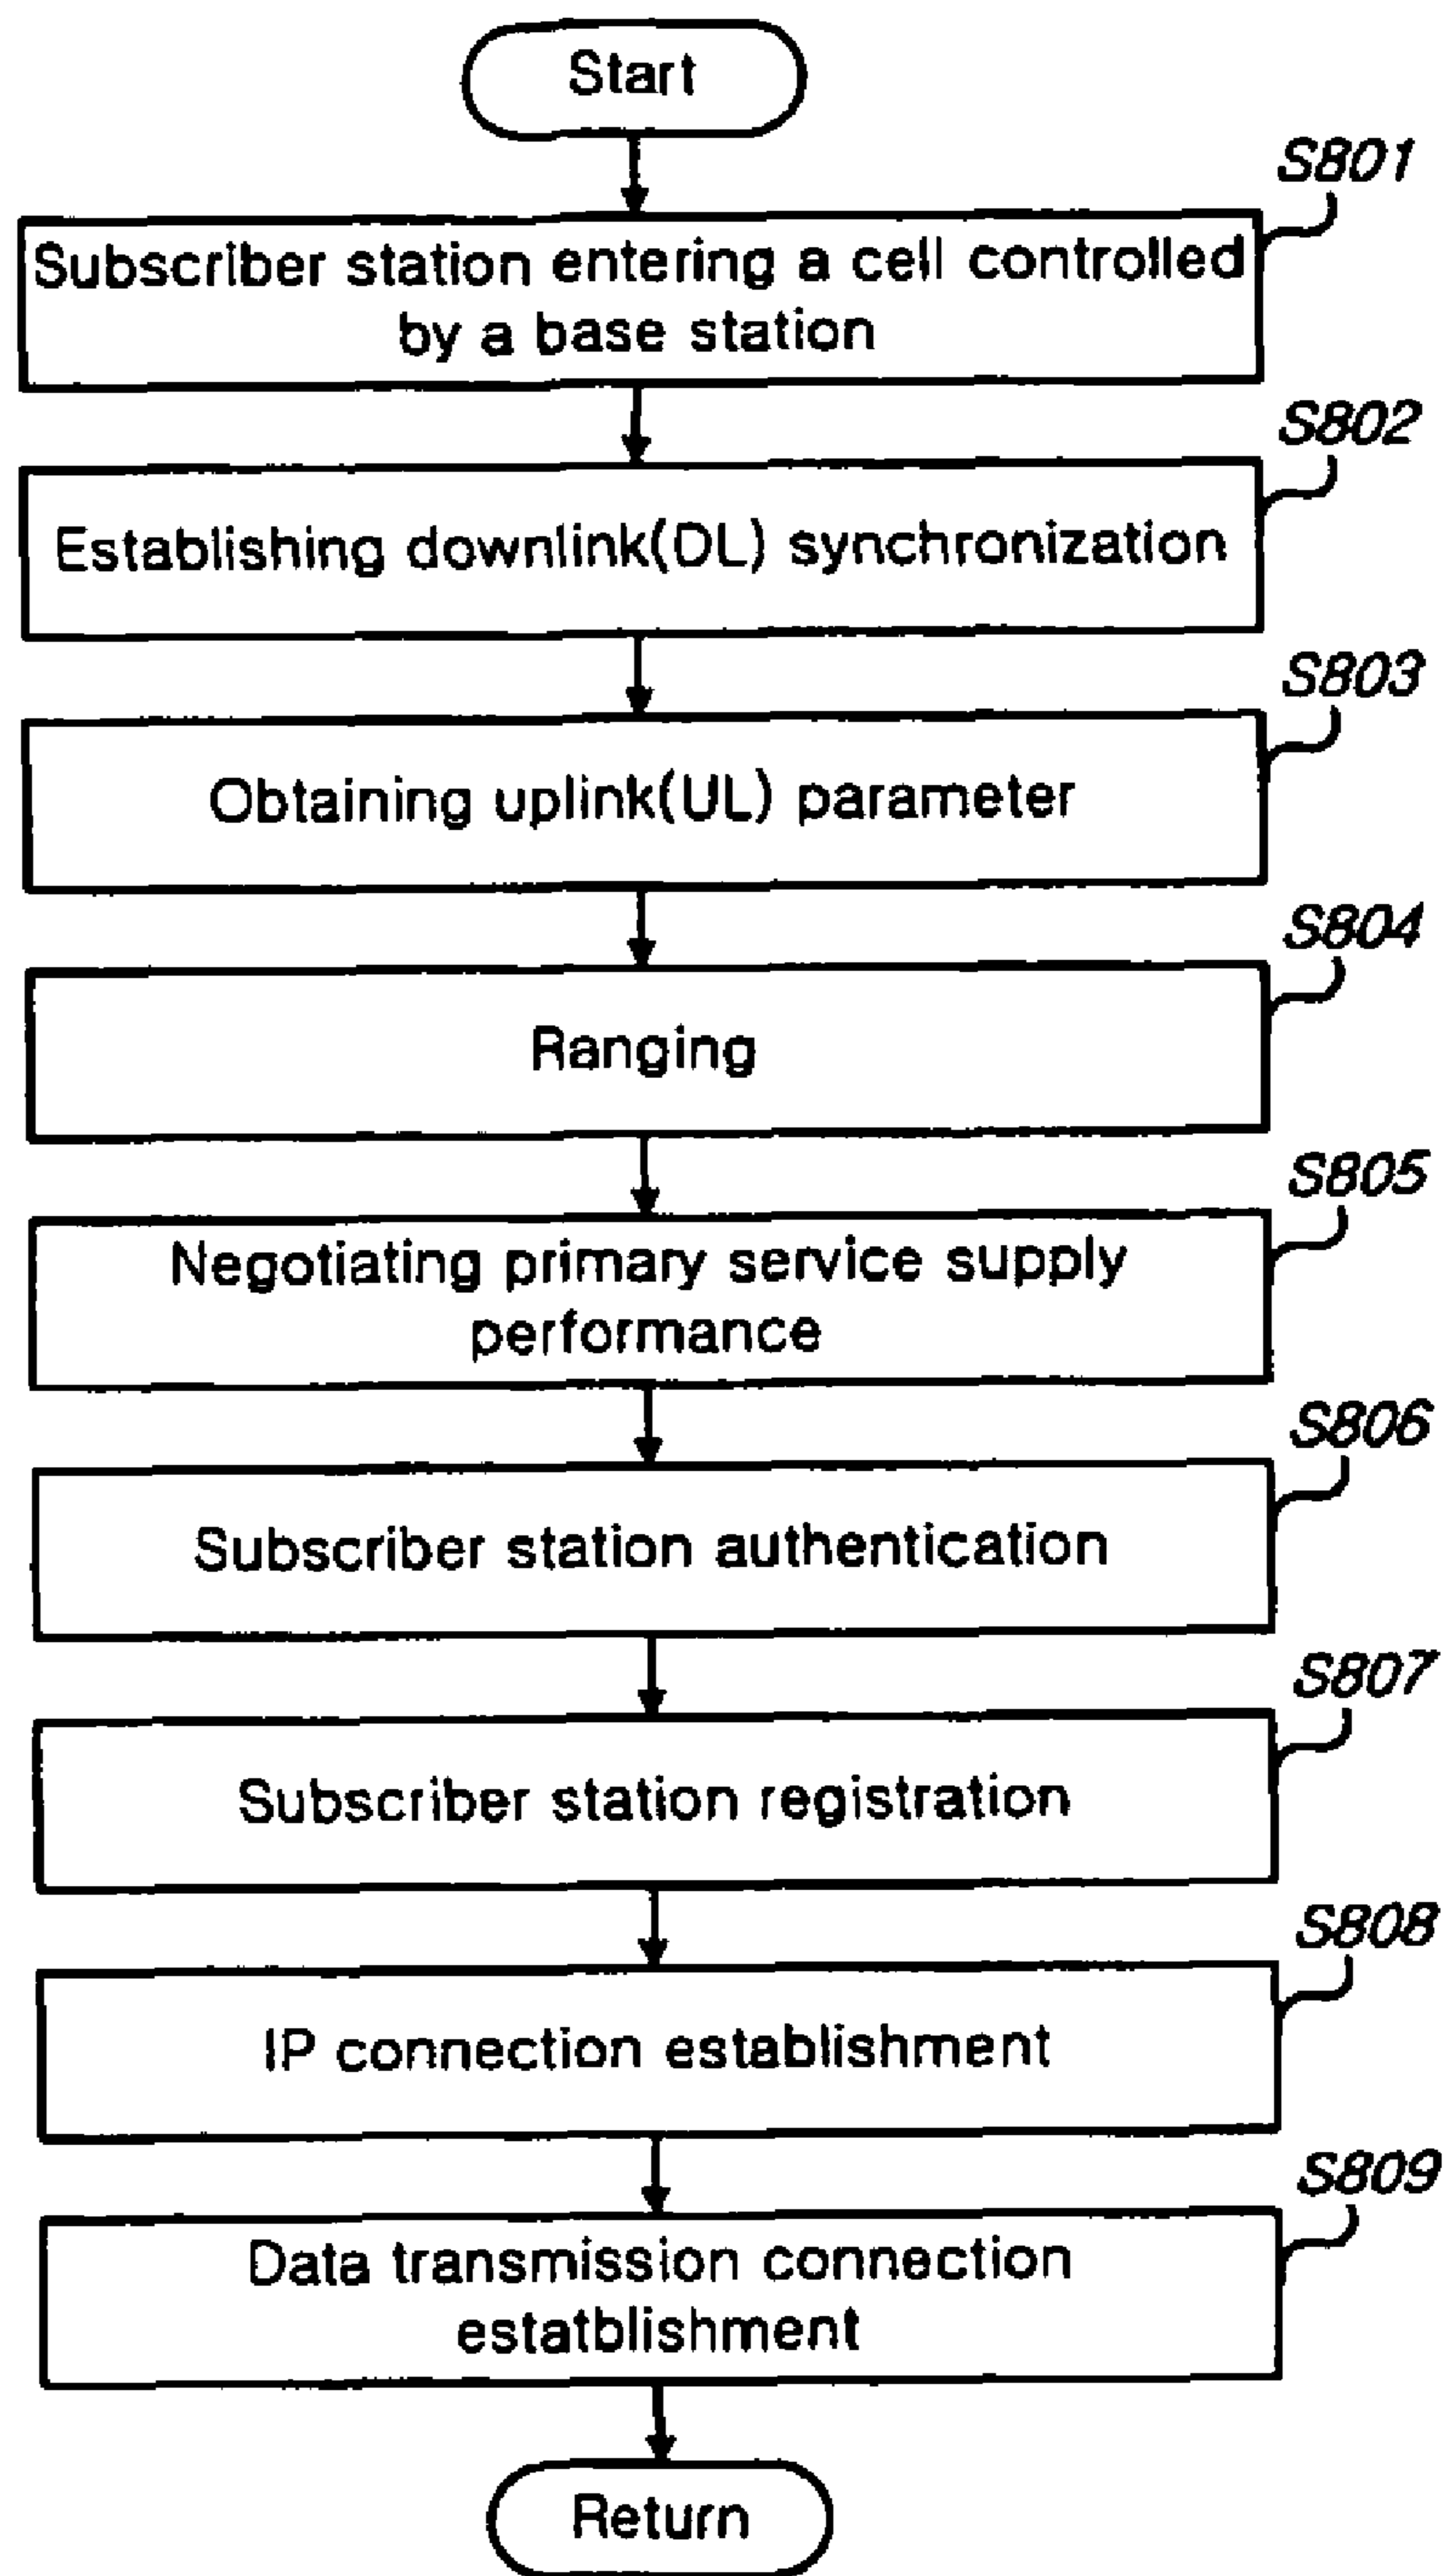 Start
S801
Subscriber station entering a cell controlled
by a base station
S802
Establishing downlink(DL) synchronization
S803
Obtaining uplink(UL) parameter
S804
Ranging
S805
Negotiating primary service supply
performance
S806
Subscriber station authentication
S807
Subscriber station registration
S808
IP connection establishment
S809
Data transmission connection
estatblishment
Return